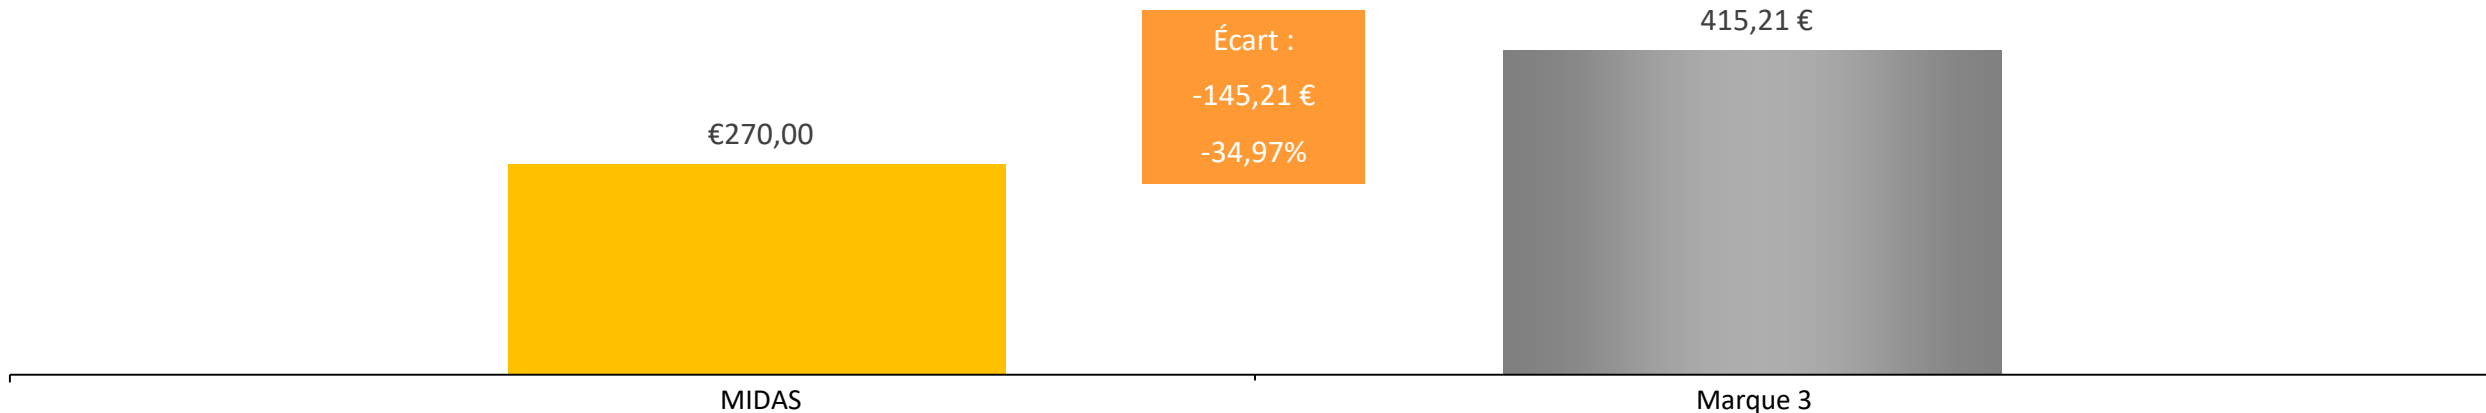 415,21 €
Écart :
-145,21 €
-34,97%
€270,00
MIDAS
Marque 3